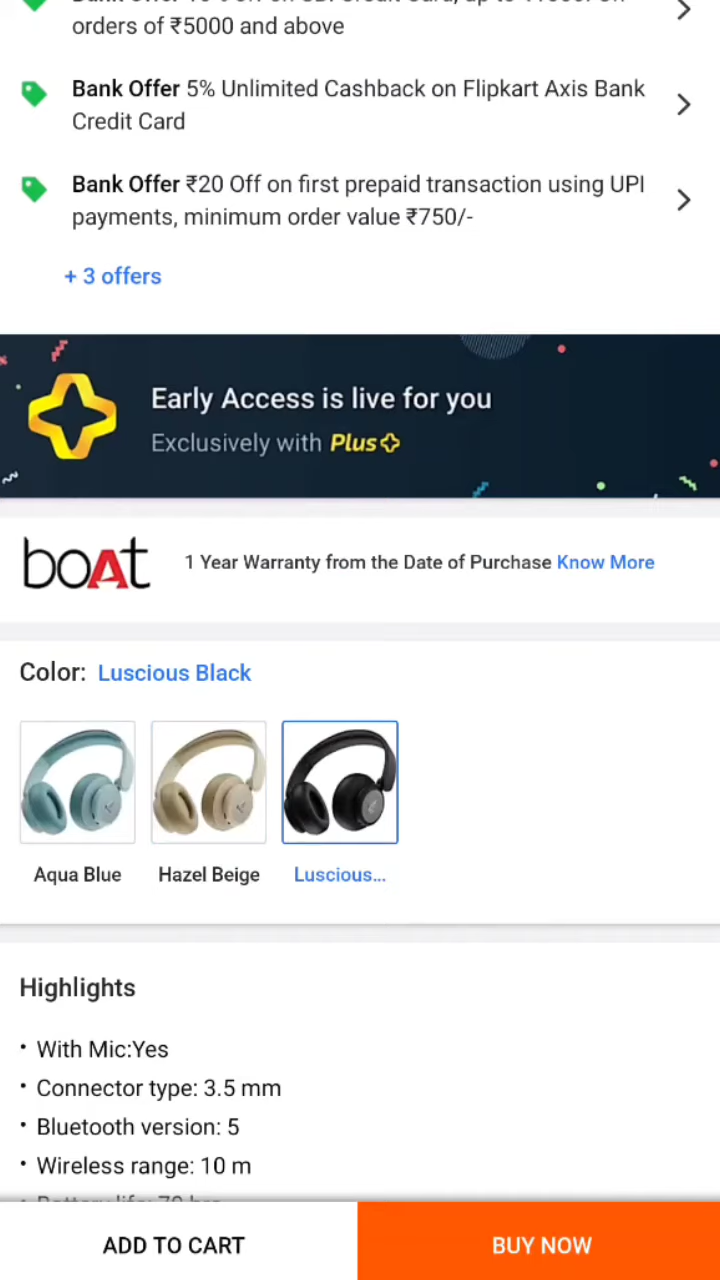 orders of ₹5000 and above
Bank Offer 5% Unlimited Cashback on Flipkart Axis Bank
Credit Card
Bank Offer ₹20 Off on first prepaid transaction using UPI
payments, minimum order value ₹750/-
+ 3 offers
Early Access is live for you
Exclusively with Plus
boAt
1 Year Warranty from the Date of Purchase Know More
Color: Luscious Black
Aqua Blue
Hazel Beige
Luscious...
Highlights
• With Mic:Yes
• Connector type: 3.5 mm
• Bluetooth version: 5
• Wireless range: 10 m
ADD TO CART
BUY NOW